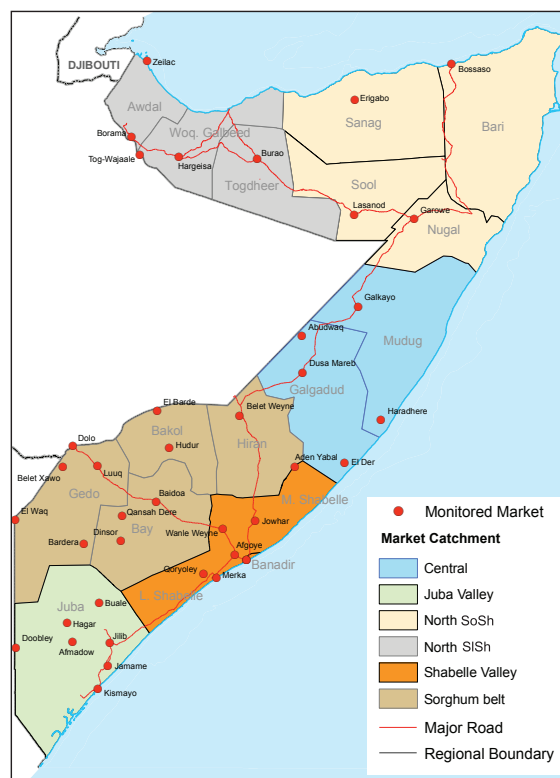 DJIBOUTI
Zeilac
Bossaso
Awdal
Erigabo
Sanag
Borama
Woq. Galbeed
Bari
Tog-Wajaale
Hargeisa
Burao
Togdheer
Sool
Lasanod
Garowe
Nugal
Galkayo
Abudwaq
Mudug
Dusa Mareb
Galgadud
El Barde
Belet Weyne
Haradhere
Bakol
Hiran
Dolo
Hudur
Belet Xawo
Luuq
Aden Yabal
El Der
Gedo
Baidoa
M. Shabelle
El Waq
Qansah Dere
Bay
Jowhar
Wanle Weyne
Dinsor
Bardera
Afgoye
Banadir
Qoryoley
Merka
L. Shabelle
Juba
Buale
Hagar
Doobley
Jilib
Afmadow
Jamame
Kismayo
Monitored Market
Market Catchment
Central
Juba Valley
North SoSh
North SlSh
Shabelle Valley
Sorghum belt
Major Road
Regional Boundary